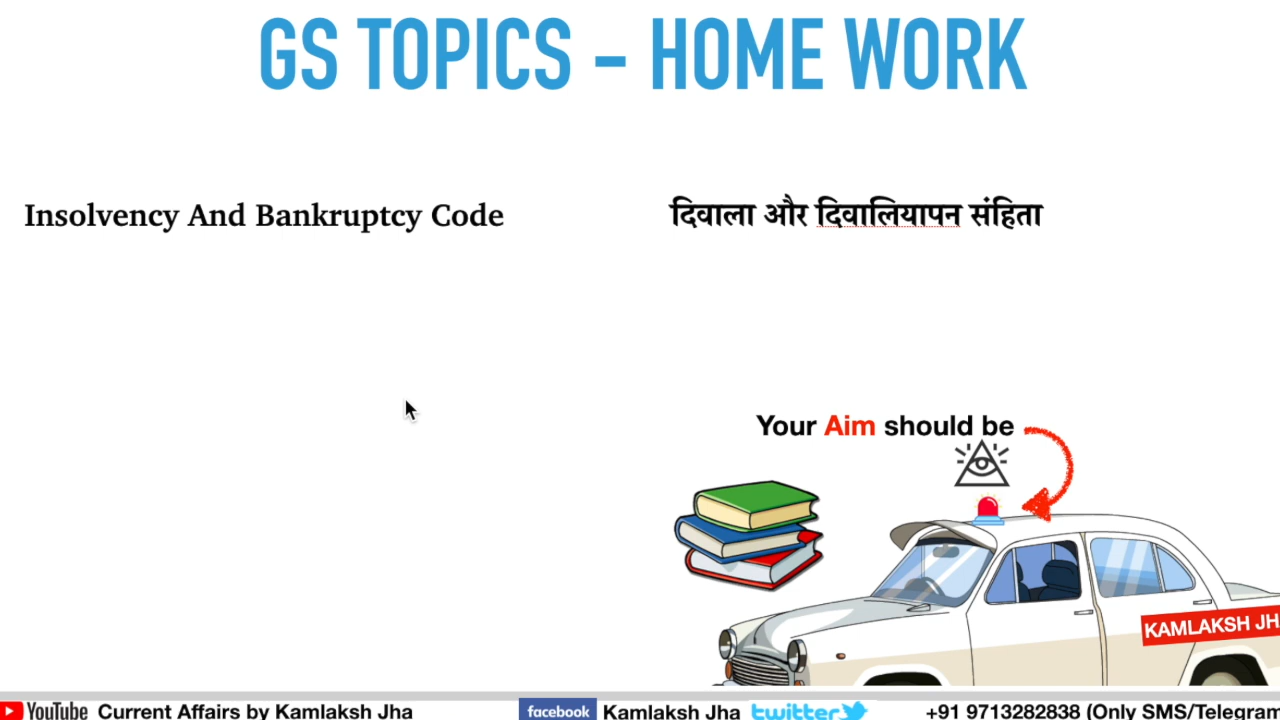 GS TOPICS - HOME WORK
Insolvency And Bankruptcy Code
दिवाला और दिवालियापन संहिता
Your Aim should be
KAMLAKSH JH
YouTube Current Affairs by Kamlaksh Jha
facebook Kamlaksh Jha twitter
+91 9713282838 (Only SMS/Telegram